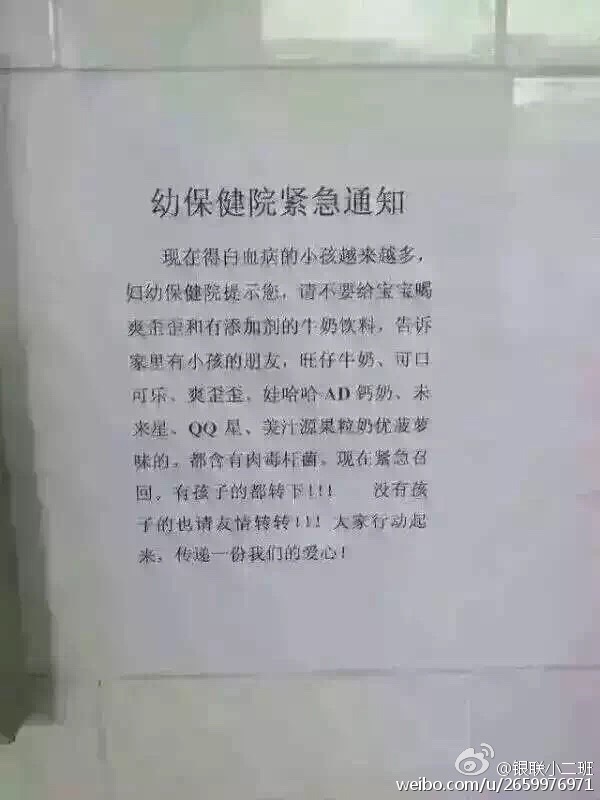 幼保健院紧急通知
现在得白血病的小孩越来越多，
妇幼保健院提示您，请不要给宝宝喝
爽歪歪和有添加剂的牛奶饮料，告诉
家里有小孩的朋友，旺仔牛奶、可口
可乐、爽歪歪、娃哈哈 AD 钙奶、未
来星、QQ 星、美汁源果粒奶优菠萝
味的。都含有肉毒杆菌。现在紧急召
回。有孩子的都转下!!! 没有孩
子的也请友情转转!!! 大家行动起
来，传递一份我们的爱心!
@银联小二班
weibo.com/u/2659976971